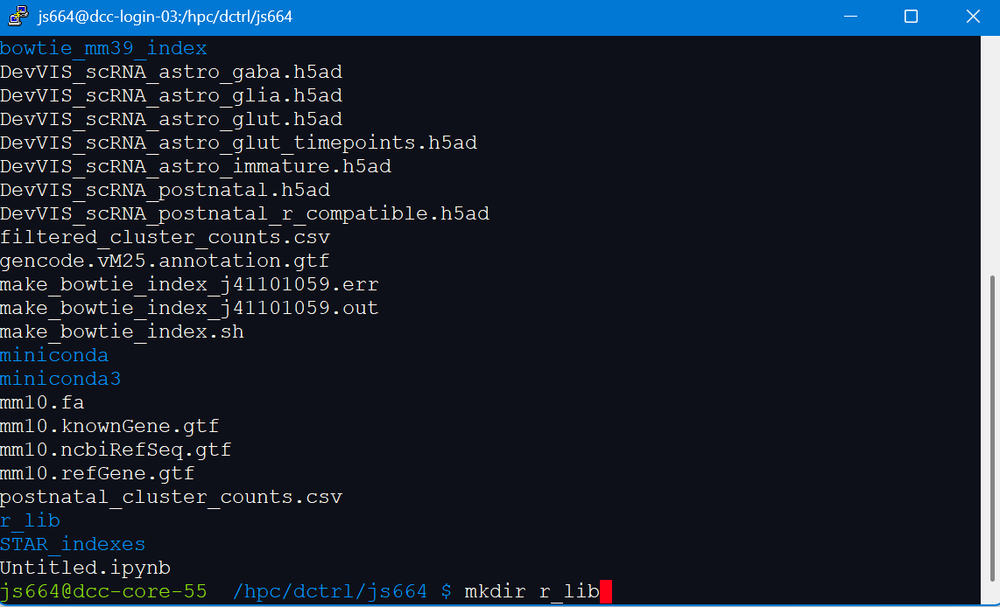 js664@dcc-login-03:/hpc/dctrl/js664
bowtie_mm39_index
DevVIS_scRNA_astro_gaba.h5ad
DevVIS_scRNA_astro_glia.h5ad
DevVIS_scRNA_astro_glut.h5ad
DevVIS_scRNA_astro_glut_timepoints.h5ad
DevVIS_scRNA_astro_immature.h5ad
DevVIS_scRNA_postnatal.h5ad
DevVIS_scRNA_postnatal_r_compatible.h5ad
filtered_cluster_counts.csv
gencode.vM25.annotation.gtf
make_bowtie_index_j41101059.err
make_bowtie_index_j41101059.out
make_bowtie_index.sh
miniconda
miniconda3
mm10.fa
mm10.knownGene.gtf
mm10.ncbiRefSeq.gtf
mm10.refGene.gtf
postnatal_cluster_counts.csv
r_lib
STAR_indexes
Untitled.ipynb
js664@dcc-core-55  /hpc/dctrl/js664 $ mkdir r_lib